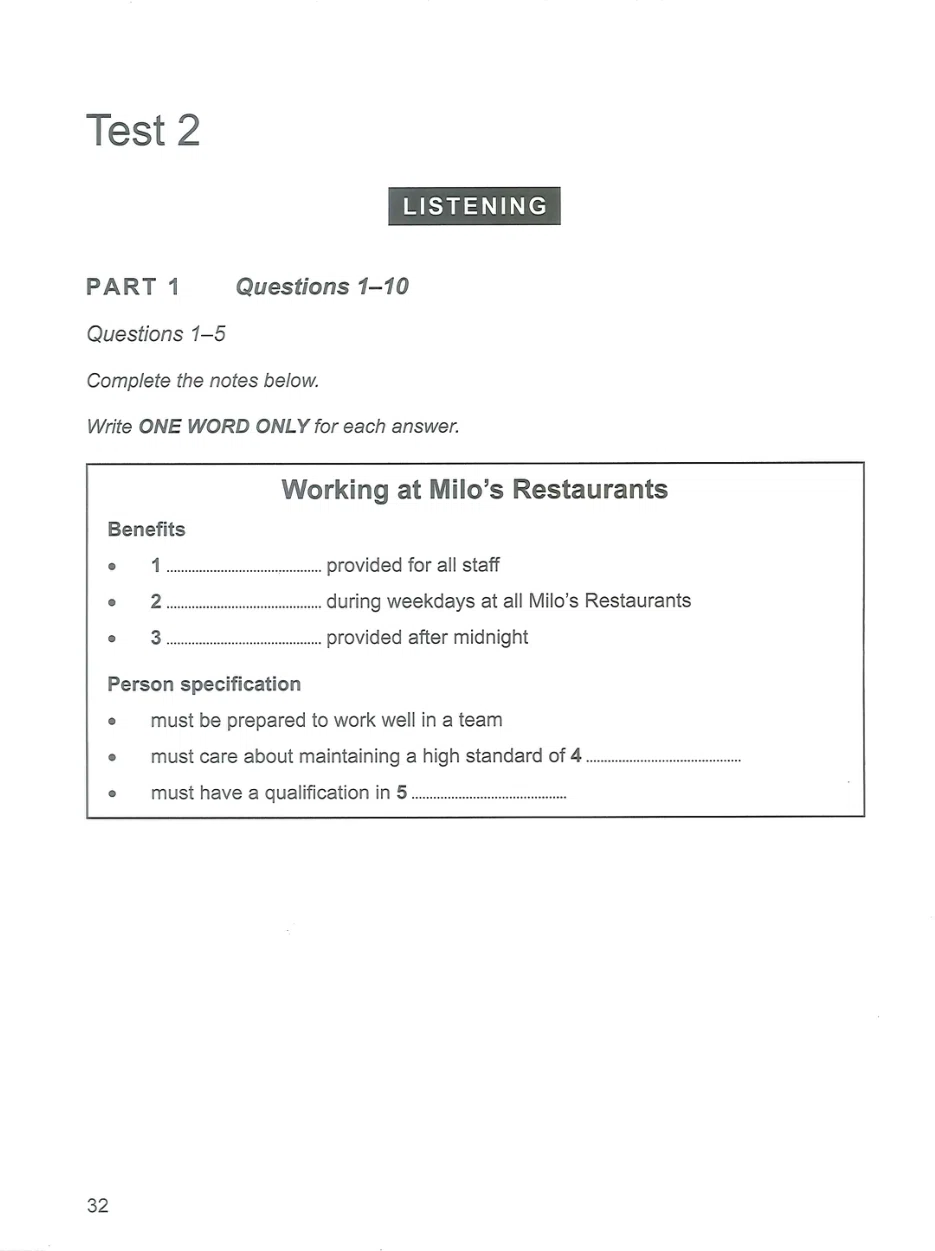 Test 2
LISTENING
PART 1 Questions 1–10
Questions 1–5
Complete the notes below.
Write ONE WORD ONLY for each answer.
Working at Milo's Restaurants
Benefits
• 1 .......................................... provided for all staff
• 2 .......................................... during weekdays at all Milo's Restaurants
• 3 .......................................... provided after midnight
Person specification
• must be prepared to work well in a team
• must care about maintaining a high standard of 4 ..........................................
• must have a qualification in 5 ..........................................
32